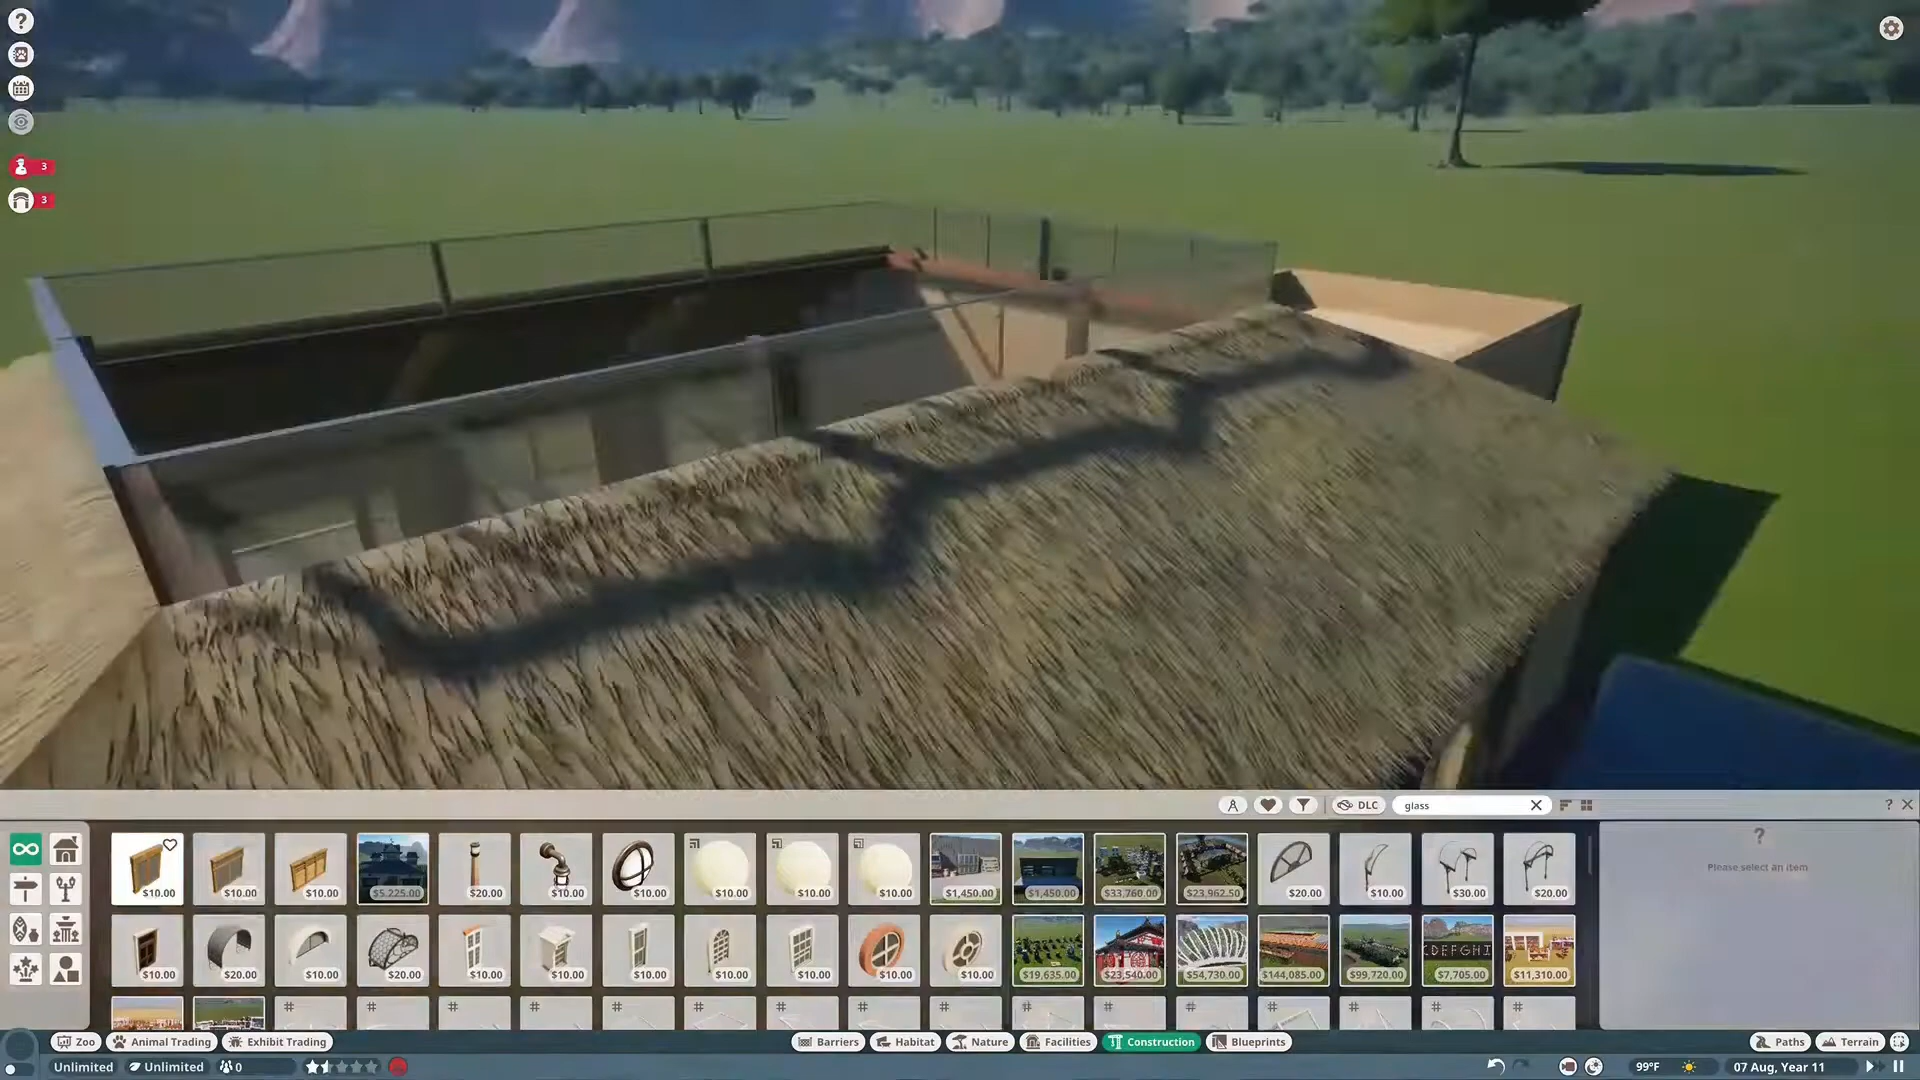 3
3
DLC glass
$10.00 $10.00 $10.00 $5,225.00 $20.00 $10.00 $10.00 $10.00 $10.00 $10.00 $1,450.00 $1,450.00 $33,760.00 $23,962.50 $20.00 $10.00 $30.00 $20.00
Please select an item
$10.00 $20.00 $10.00 $20.00 $10.00 $10.00 $10.00 $10.00 $10.00 $10.00 $10.00 $19,635.00 $23,540.00 $54,730.00 $144,085.00 $99,720.00 $7,705.00 $11,310.00
CDEFGHI
Zoo Animal Trading Exhibit Trading Barriers Habitat Nature Facilities Construction Blueprints Paths Terrain
Unlimited Unlimited 0 99°F 07 Aug, Year 11